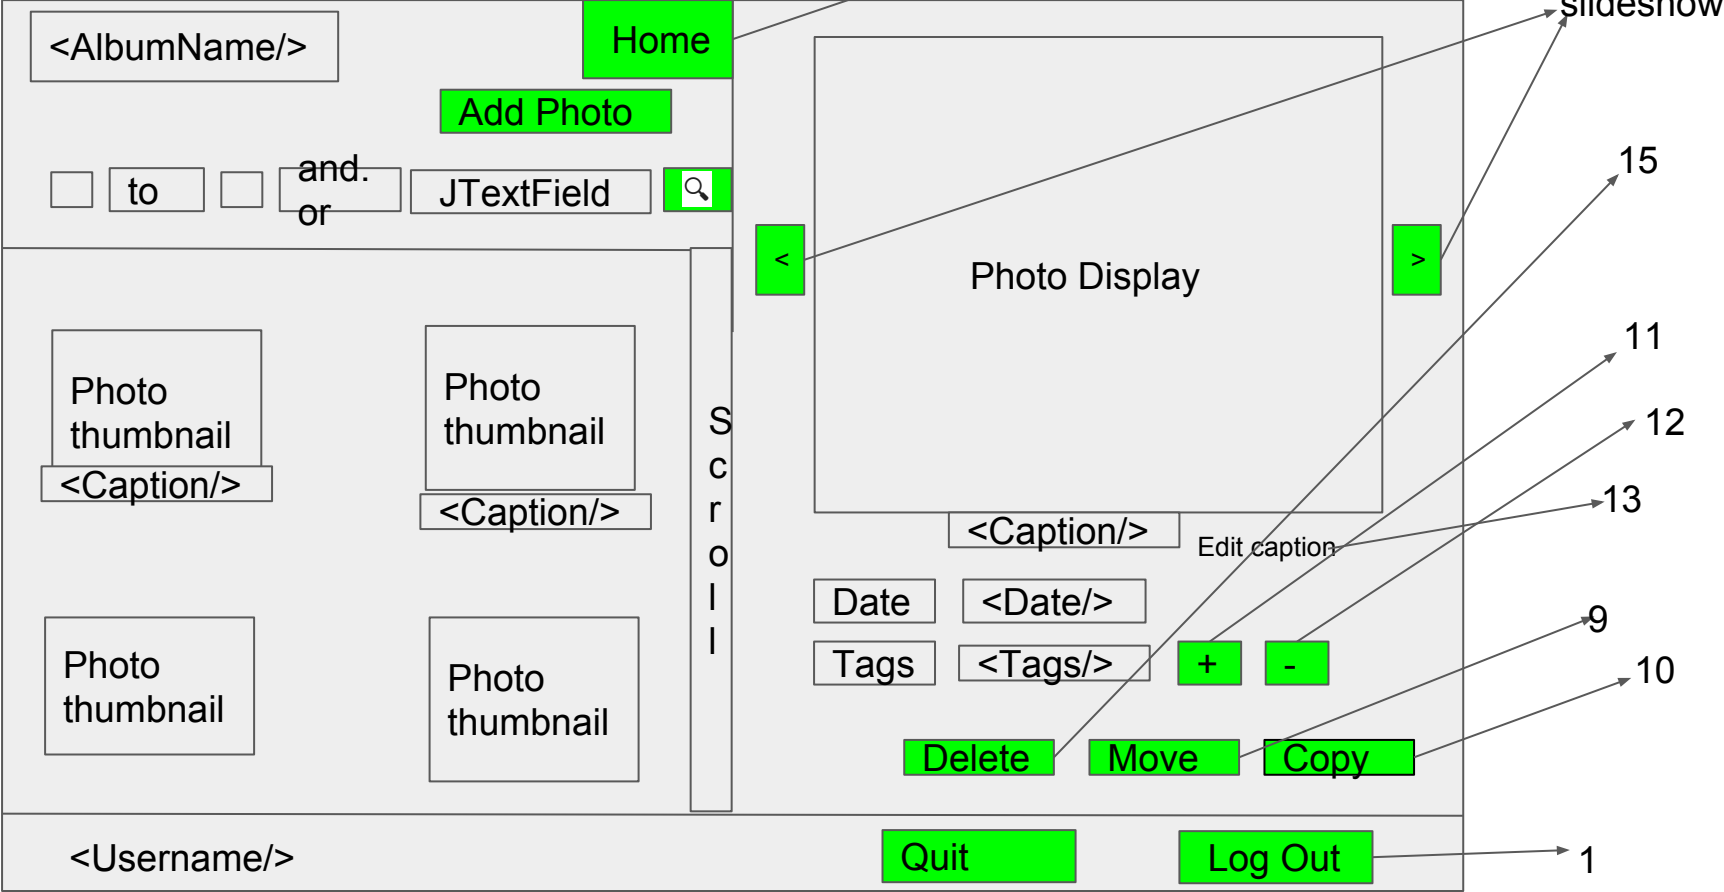 slideshow
<AlbumName/>
Home
Add Photo
to
and.
or
JTextField
<
Photo Display
>
15
11
12
13
Photo
thumbnail
<Caption/>
Photo
thumbnail
<Caption/>
S
c
r
o
l
l
<Caption/>
Edit caption
Date
<Date/>
Tags
<Tags/>
+
-
9
10
Photo
thumbnail
Photo
thumbnail
Delete
Move
Copy
<Username/>
Quit
Log Out
1